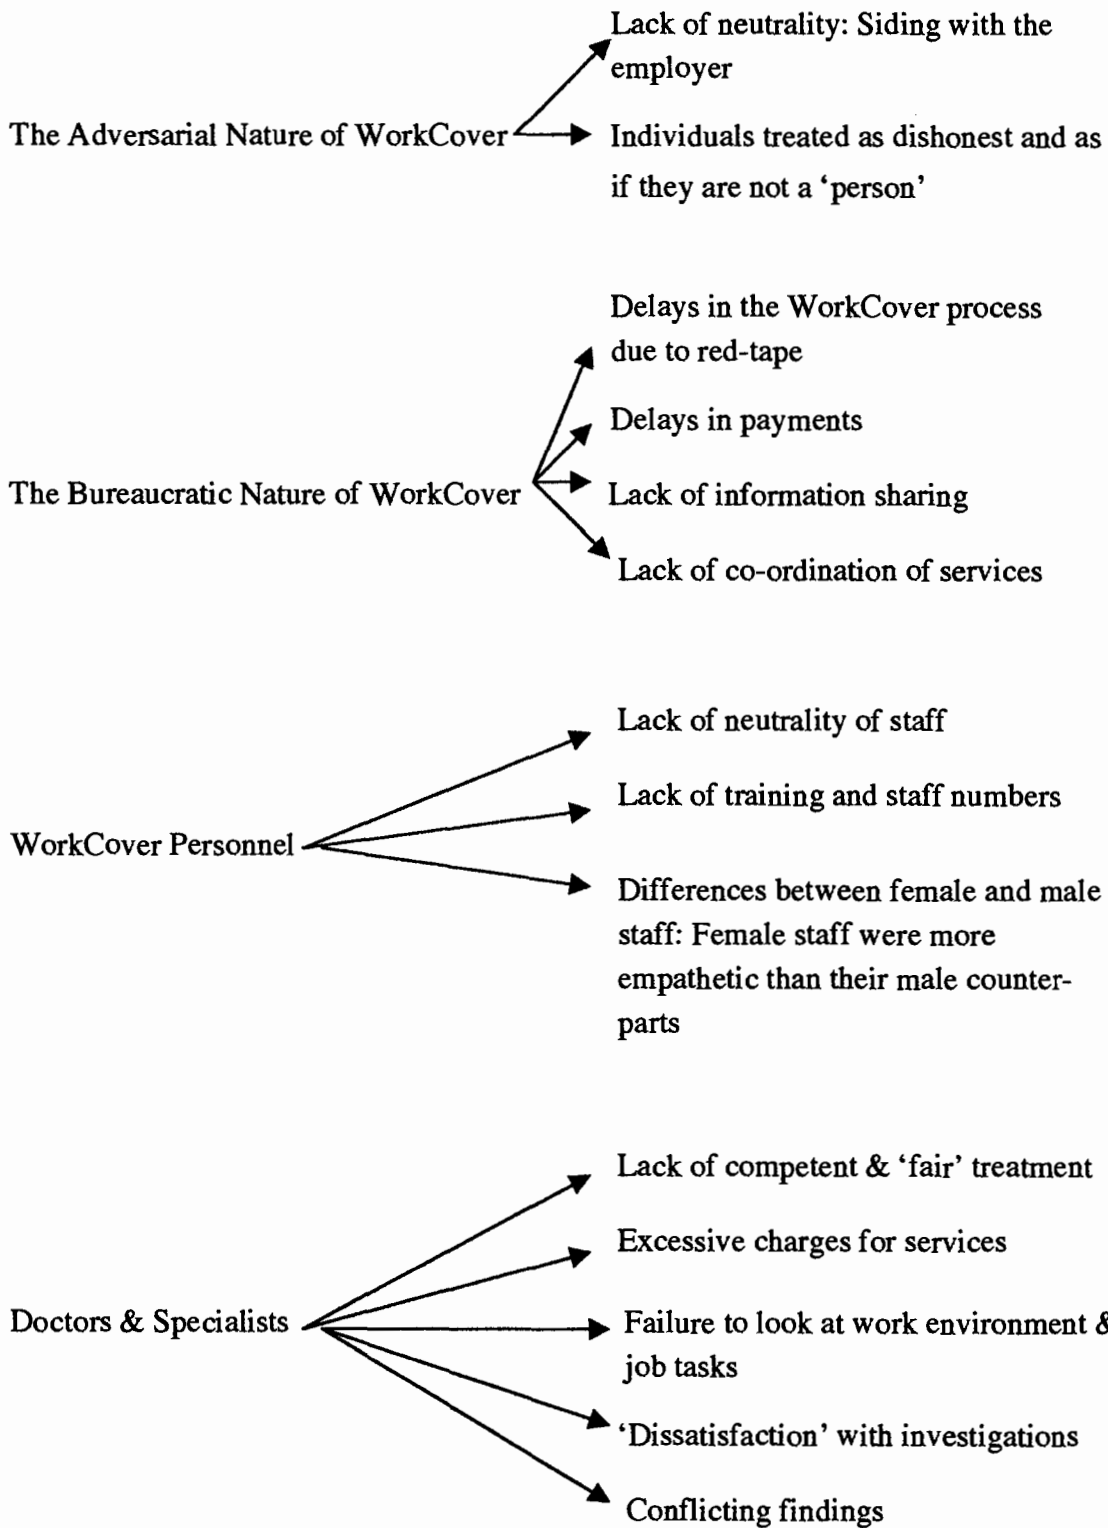 Lack of neutrality: Siding with the
employer
The Adversarial Nature of WorkCover
Individuals treated as dishonest and as
if they are not a ‘person’
Delays in the WorkCover process
due to red-tape
Delays in payments
The Bureaucratic Nature of WorkCover
Lack of information sharing
Lack of co-ordination of services
Lack of neutrality of staff
Lack of training and staff numbers
WorkCover Personnel
Differences between female and male
staff: Female staff were more
empathetic than their male counter-
parts
Lack of competent & ‘fair’ treatment
Excessive charges for services
Doctors & Specialists
Failure to look at work environment &
job tasks
‘Dissatisfaction’ with investigations
Conflicting findings